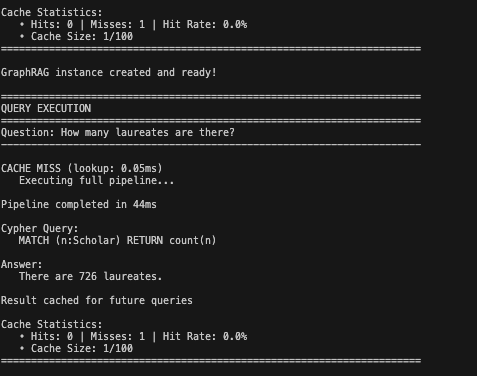 Cache Statistics:
• Hits: 0 | Misses: 1 | Hit Rate: 0.0%
• Cache Size: 1/100
======================================================================
GraphRAG instance created and ready!
======================================================================
QUERY EXECUTION
======================================================================
Question: How many laureates are there?
----------------------------------------------------------------------
CACHE MISS (lookup: 0.05ms)
Executing full pipeline...
Pipeline completed in 44ms
Cypher Query:
MATCH (n:Scholar) RETURN count(n)
Answer:
There are 726 laureates.
Result cached for future queries
Cache Statistics:
• Hits: 0 | Misses: 1 | Hit Rate: 0.0%
• Cache Size: 1/100
======================================================================